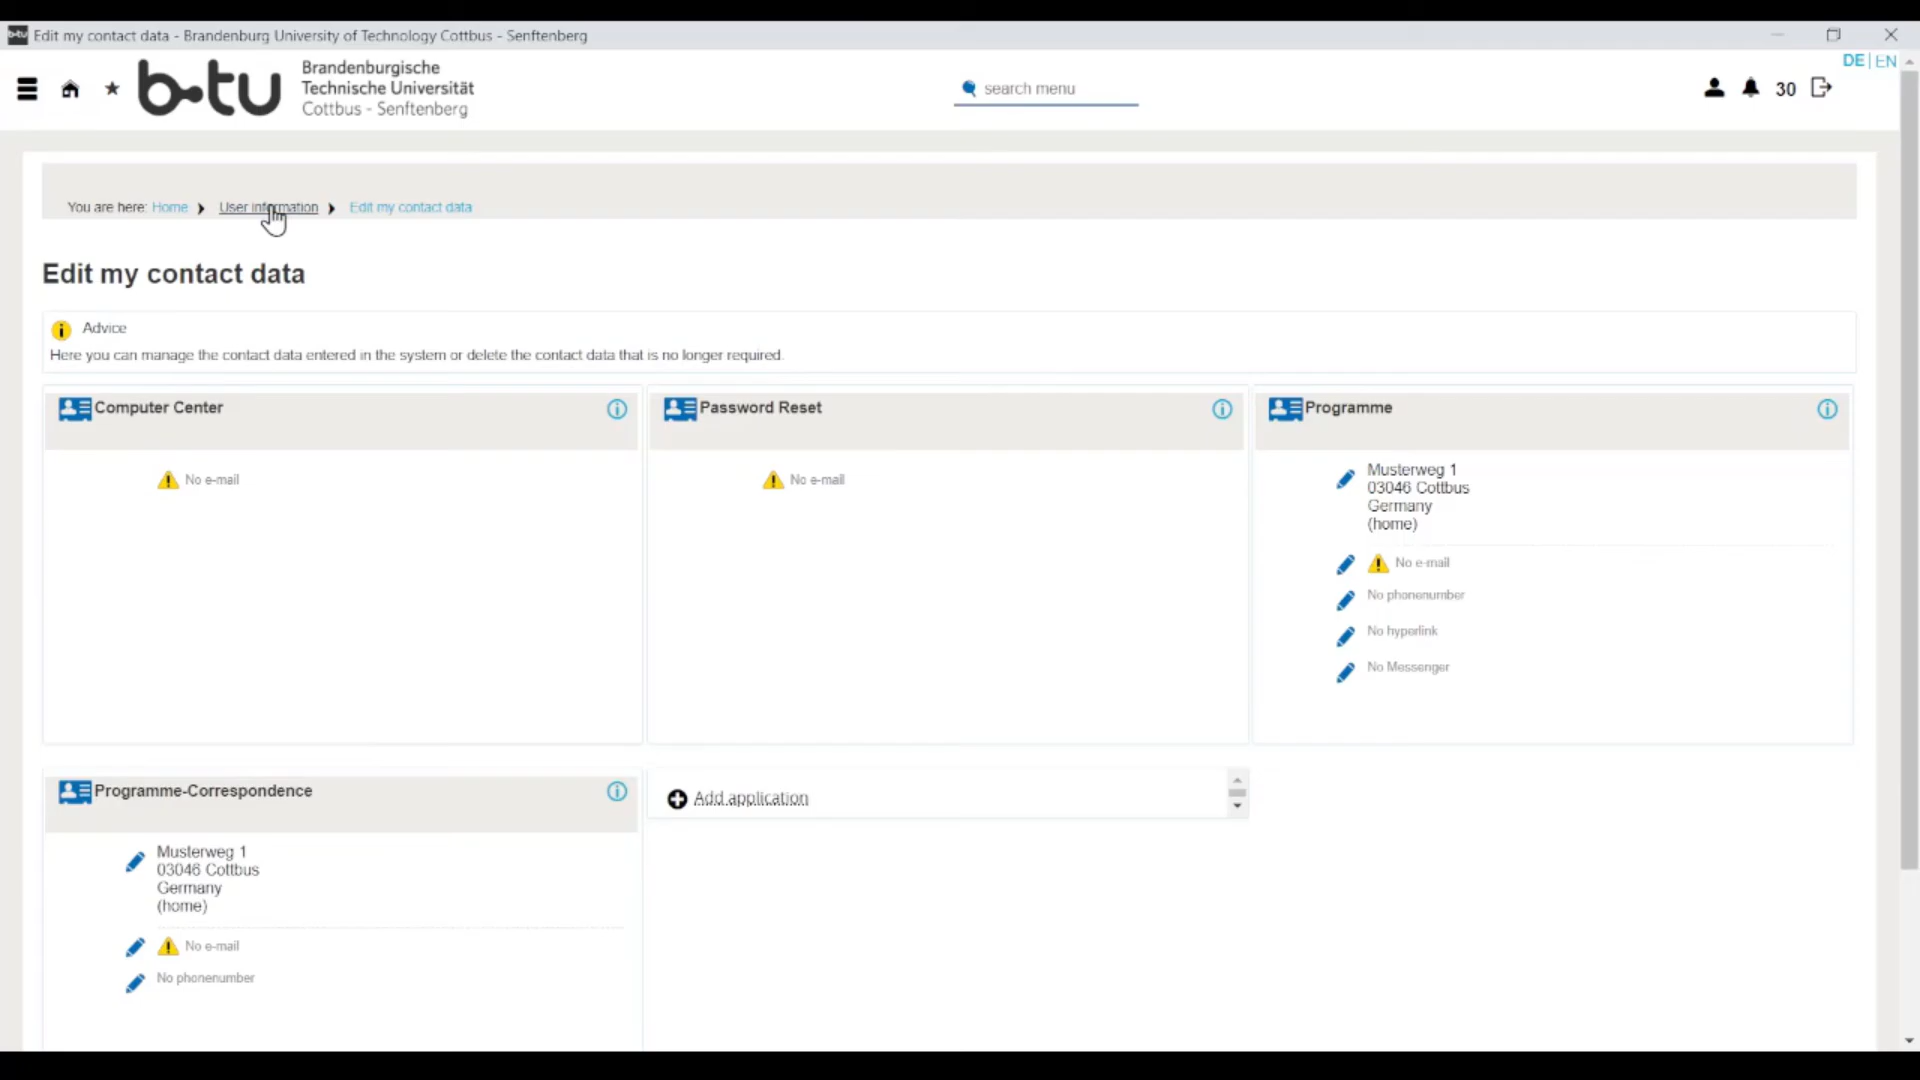 Edit my contact data - Brandenburg University of Technology Cottbus - Senftenberg
DE | EN
b-tu
Brandenburgische
Technische Universität
Cottbus - Senftenberg
search menu
30
You are here: Home
User information
Edit my contact data
Edit my contact data
Advice
Here you can manage the contact data entered in the system or delete the contact data that is no longer required.
Computer Center
No e-mail
Password Reset
No e-mail
Programme
Musterweg 1
03046 Cottbus
Germany
(home)
No e-mail
No phonenumber
No hyperlink
No Messenger
Programme-Correspondence
Musterweg 1
03046 Cottbus
Germany
(home)
No e-mail
No phonenumber
Add application